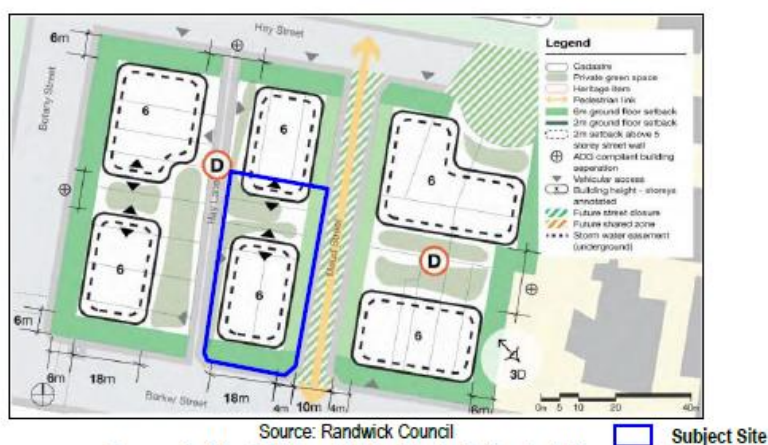 Hay Street
6m
Botany Street
6
6
6
D
Hay Lane
Blenheim Street
D
6
6
6
6m
6m
18m
Barker Street
18m
4m
10m
4m
6m
3D
0m 5 10 20 40m
Legend
Cadastre
Private green space
Heritage item
Pedestrian link
6m ground floor setback
2m ground floor setback
2m setback above 5
storey street wall
ADG compliant building
separation
Vehicular access
Building height - storeys
annotated
Future street closure
Future shared zone
Storm water easement
(underground)
Source: Randwick Council
Subject Site